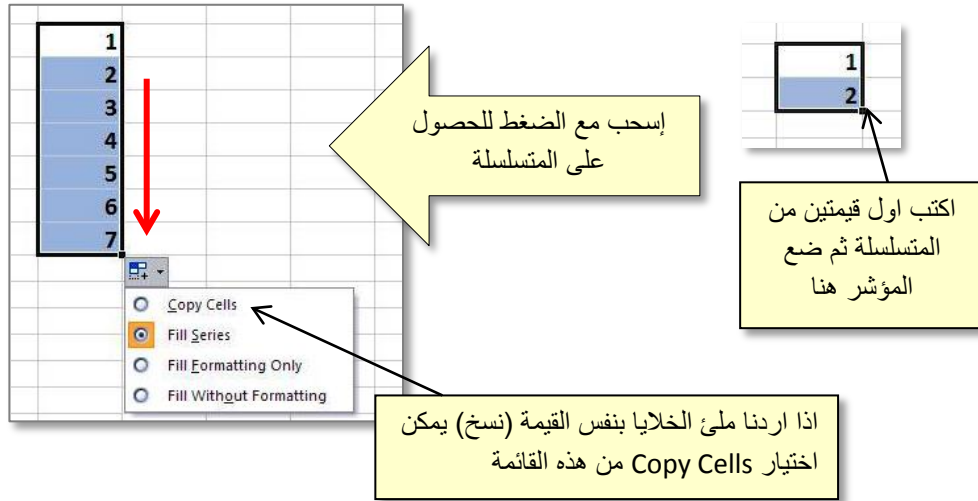 1
2
اكتب اول قيمتين من
المتسلسلة ثم ضع
المؤشر هنا
إسحب مع الضغط للحصول
على المتسلسلة
1
2
3
4
5
6
7
Copy Cells
Fill Series
Fill Formatting Only
Fill Without Formatting
اذا اردنا ملئ الخلايا بنفس القيمة (نسخ) يمكن
اختيار Copy Cells من هذه القائمة